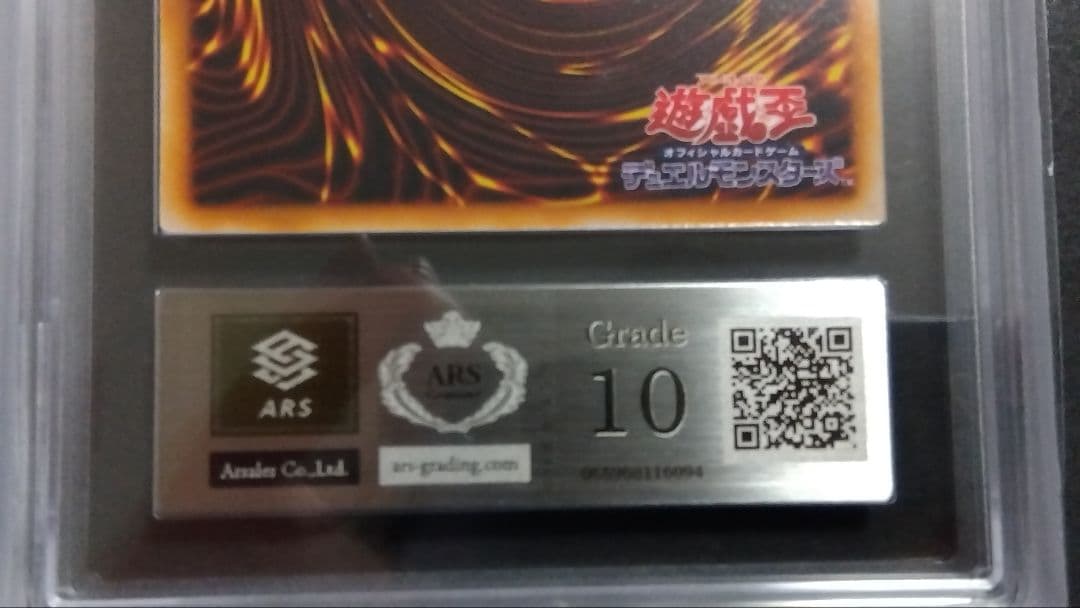 遊戯王
オフィシャルカードゲーム
デュエルモンスターズ
ARS
Arsales Co.,Ltd.
ARS
ars-grading.com
Grade
10